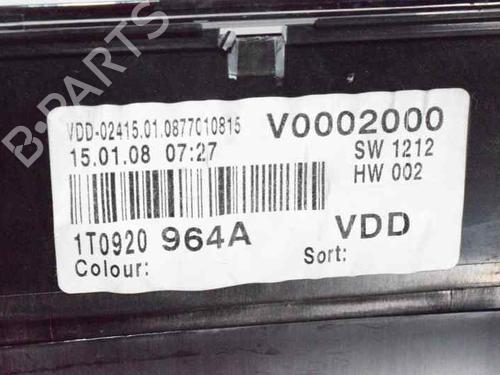 B-PARTS
VDD-02415.01.0877010815 V0002000
15.01.08 07:27 SW 1212
HW 002
1T0920 964A VDD
Colour: Sort: